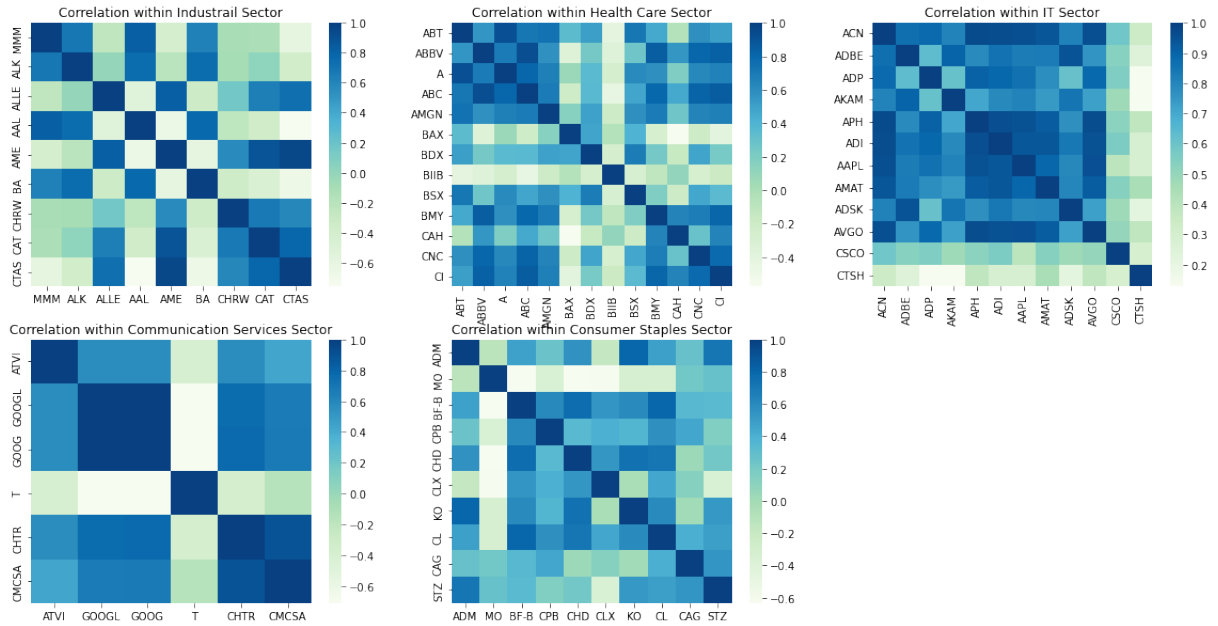 Correlation within Industrail Sector
MMM
ALK
ALLE
AAL
AME
BA
CHRW
CAT
CTAS
MMM ALK ALLE AAL AME BA CHRW CAT CTAS
1.0
0.8
0.6
0.4
0.2
0.0
−0.2
−0.4
−0.6
Correlation within Health Care Sector
ABT
ABBV
A
ABC
AMGN
BAX
BDX
BIIB
BSX
BMY
CAH
CNC
CI
ABT ABBV A ABC AMGN BAX BDX BIIB BSX BMY CAH CNC CI
1.0
0.8
0.6
0.4
0.2
0.0
−0.2
−0.4
Correlation within IT Sector
ACN
ADBE
ADP
AKAM
APH
ADI
AAPL
AMAT
ADSK
AVGO
CSCO
CTSH
ACN ADBE ADP AKAM APH ADI AAPL AMAT ADSK AVGO CSCO CTSH
1.0
0.9
0.8
0.7
0.6
0.5
0.4
0.3
0.2
Correlation within Communication Services Sector
ATVI
GOOGL
GOOG
T
CHTR
CMCSA
ATVI GOOGL GOOG T CHTR CMCSA
1.0
0.8
0.6
0.4
0.2
0.0
−0.2
−0.4
−0.6
Correlation within Consumer Staples Sector
ADM
MO
BF-B
CPB
CHD
CLX
KO
CL
CAG
STZ
ADM MO BF-B CPB CHD CLX KO CL CAG STZ
1.0
0.8
0.6
0.4
0.2
0.0
−0.2
−0.4
−0.6